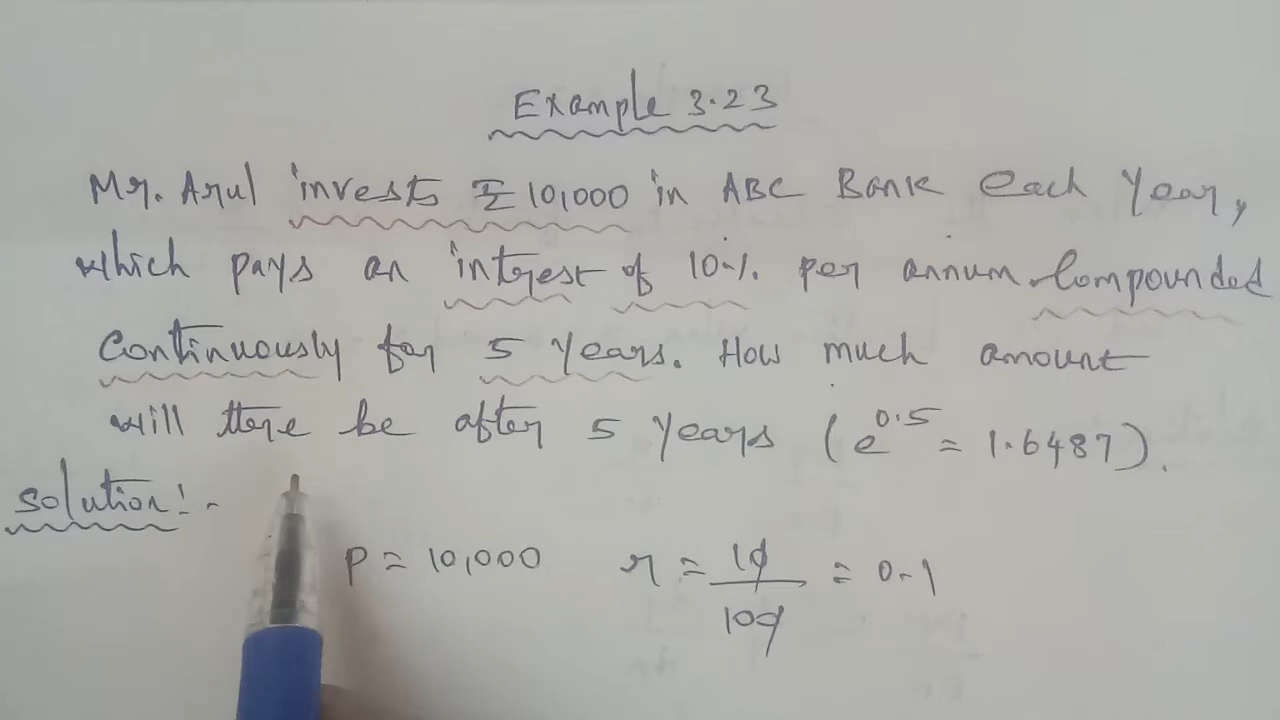 Example 3.23
Mr. Arul invests ₹ 10,000 in ABC Bank each year,
which pays an interest of 10% per annum compounded
continuously for 5 years. How much amount
will there be after 5 years (e^0.5 = 1.6487).
Solution:-
P = 10,000 r = 10/100 = 0.1